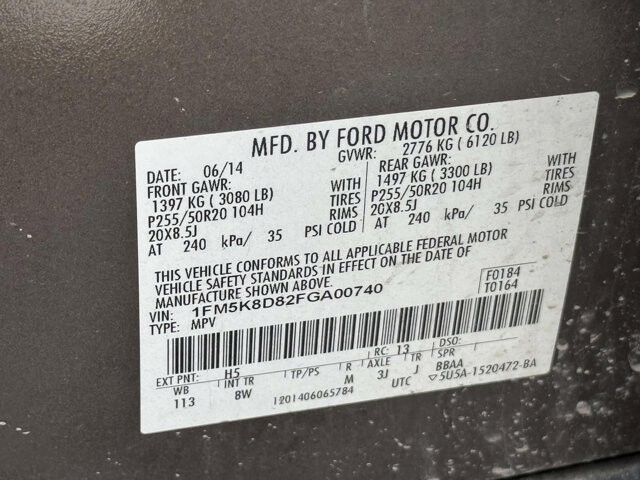 MFD. BY FORD MOTOR CO.
DATE: 06/14 GVWR: 2776 KG ( 6120 LB)
FRONT GAWR: REAR GAWR:
1397 KG ( 3080 LB) WITH 1497 KG ( 3300 LB) WITH
P255/50R20 104H TIRES P255/50R20 104H TIRES
20X8.5J RIMS 20X8.5J RIMS
AT 240 kPa/ 35 PSI COLD AT 240 kPa/ 35 PSI COLD
THIS VEHICLE CONFORMS TO ALL APPLICABLE FEDERAL MOTOR
VEHICLE SAFETY STANDARDS IN EFFECT ON THE DATE OF
MANUFACTURE SHOWN ABOVE.
VIN: 1FM5K8D82FGA00740 F0184
TYPE: MPV T0164
EXT PNT: H5 RC: 13 DSO:
WB INT TR TP/PS R AXLE TR SPR
113 8W M 3J J BBAA
1201406065784 UTC ▽5U5A-1520472-BA